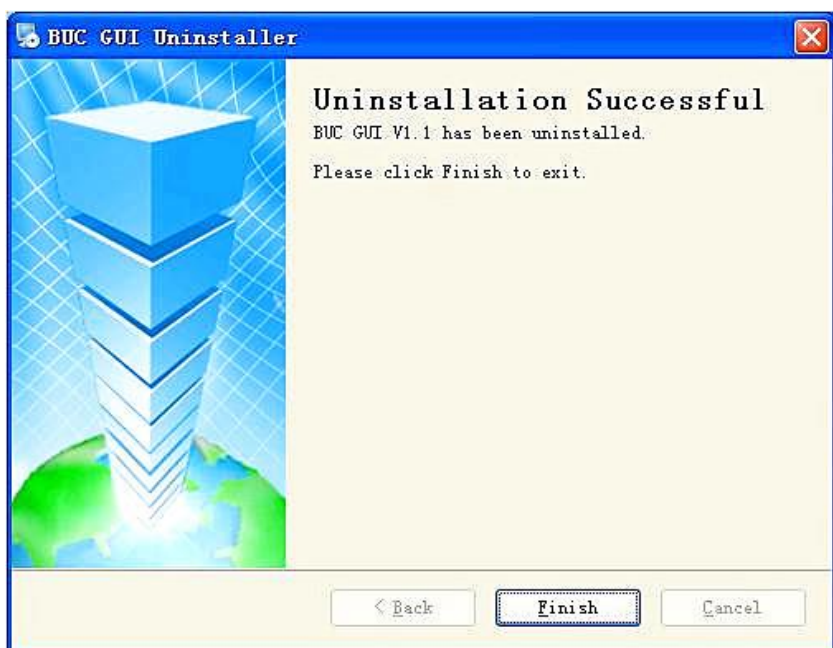 BUC GUI Uninstaller
Uninstallation Successful
BUC GUI V1.1 has been uninstalled.
Please click Finish to exit.
< Back
Finish
Cancel